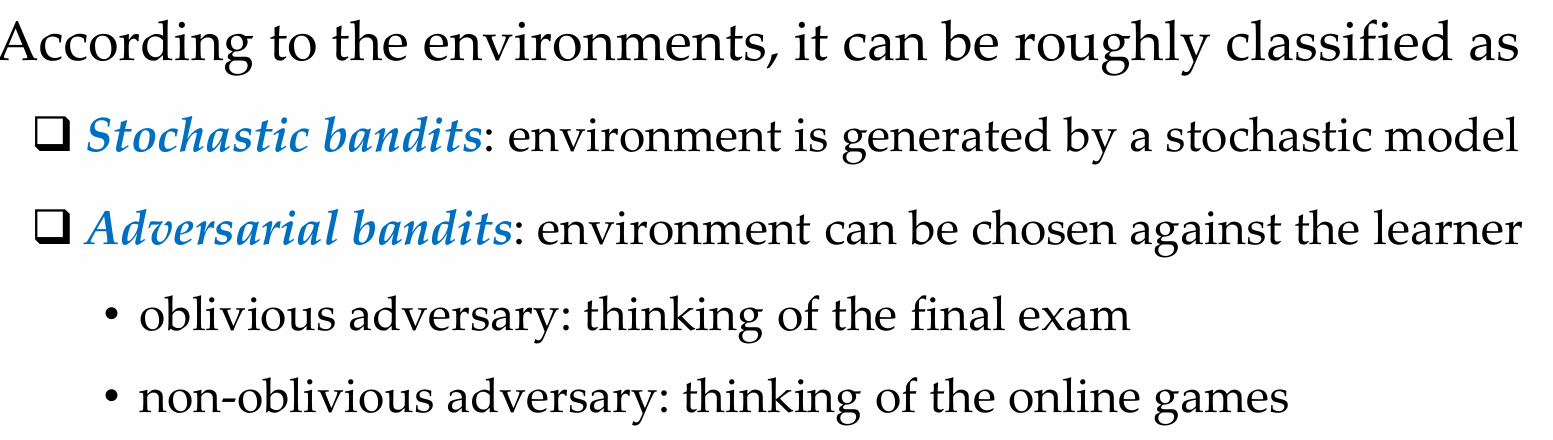 According to the environments, it can be roughly classified as
❑ Stochastic bandits: environment is generated by a stochastic model
❑ Adversarial bandits: environment can be chosen against the learner
• oblivious adversary: thinking of the final exam
• non-oblivious adversary: thinking of the online games